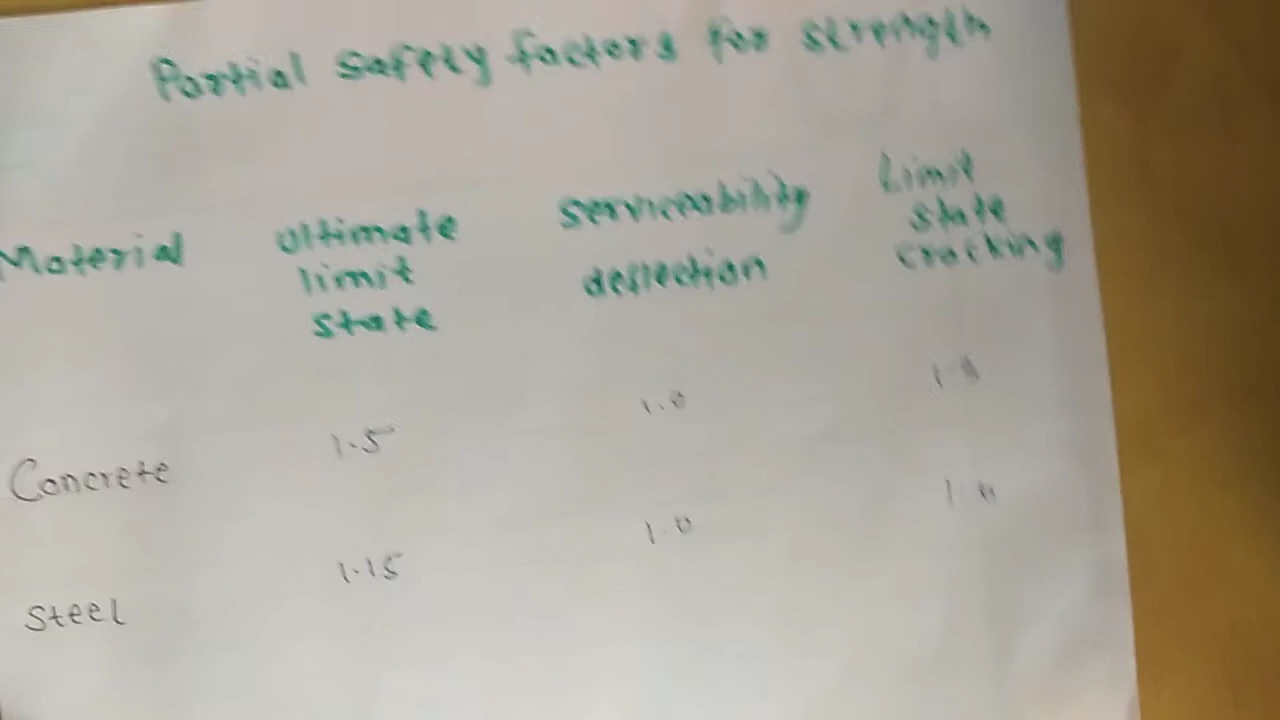 Partial safety factors for strength
Material Ultimate limit state serviceability deflection Limit state cracking
Concrete 1.5 1.0
Steel 1.15 1.0